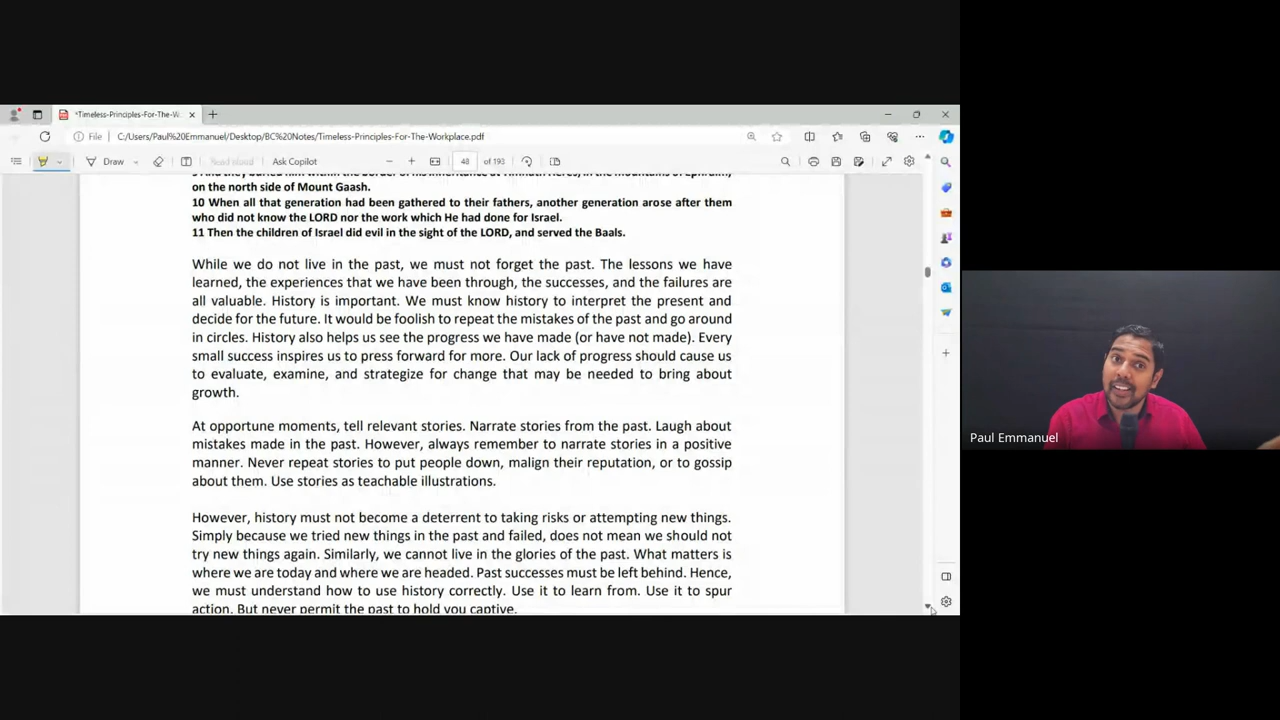 *Timeless-Principles-For-The-W...
File C:/Users/Paul%20Emmanuel/Desktop/BC%20Notes/Timeless-Principles-For-The-Workplace.pdf
Draw Read aloud Ask Copilot 48 of 193
on the north side of Mount Gaash.
10 When all that generation had been gathered to their fathers, another generation arose after them
who did not know the LORD nor the work which He had done for Israel.
11 Then the children of Israel did evil in the sight of the LORD, and served the Baals.
While we do not live in the past, we must not forget the past. The lessons we have
learned, the experiences that we have been through, the successes, and the failures are
all valuable. History is important. We must know history to interpret the present and
decide for the future. It would be foolish to repeat the mistakes of the past and go around
in circles. History also helps us see the progress we have made (or have not made). Every
small success inspires us to press forward for more. Our lack of progress should cause us
to evaluate, examine, and strategize for change that may be needed to bring about
growth.
At opportune moments, tell relevant stories. Narrate stories from the past. Laugh about
mistakes made in the past. However, always remember to narrate stories in a positive
manner. Never repeat stories to put people down, malign their reputation, or to gossip
about them. Use stories as teachable illustrations.
However, history must not become a deterrent to taking risks or attempting new things.
Simply because we tried new things in the past and failed, does not mean we should not
try new things again. Similarly, we cannot live in the glories of the past. What matters is
where we are today and where we are headed. Past successes must be left behind. Hence,
we must understand how to use history correctly. Use it to learn from. Use it to spur
action. But never permit the past to hold you captive.
Paul Emmanuel